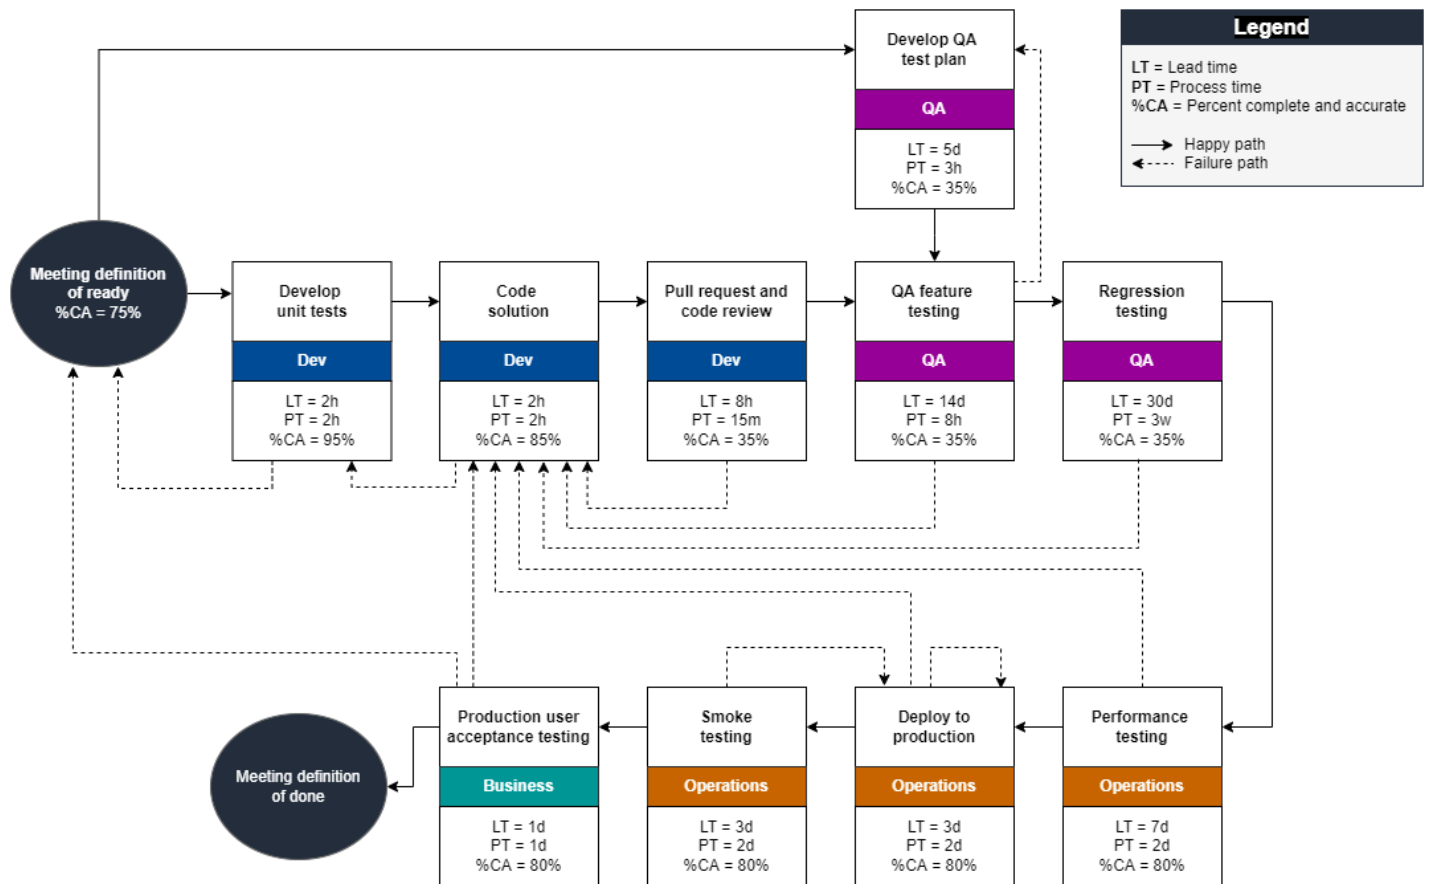 Develop QA
test plan
QA
LT = 5d
PT = 3h
%CA = 35%
Legend
LT = Lead time
PT = Process time
%CA = Percent complete and accurate
Happy path
Failure path
Meeting definition
of ready
%CA = 75%
Develop
unit tests
Dev
LT = 2h
PT = 2h
%CA = 95%
Code
solution
Dev
LT = 2h
PT = 2h
%CA = 85%
Pull request and
code review
Dev
LT = 8h
PT = 15m
%CA = 35%
QA feature
testing
QA
LT = 14d
PT = 8h
%CA = 35%
Regression
testing
QA
LT = 30d
PT = 3w
%CA = 35%
Meeting definition
of done
Production user
acceptance testing
Business
LT = 1d
PT = 1d
%CA = 80%
Smoke
testing
Operations
LT = 3d
PT = 2d
%CA = 80%
Deploy to
production
Operations
LT = 3d
PT = 2d
%CA = 80%
Performance
testing
Operations
LT = 7d
PT = 2d
%CA = 80%